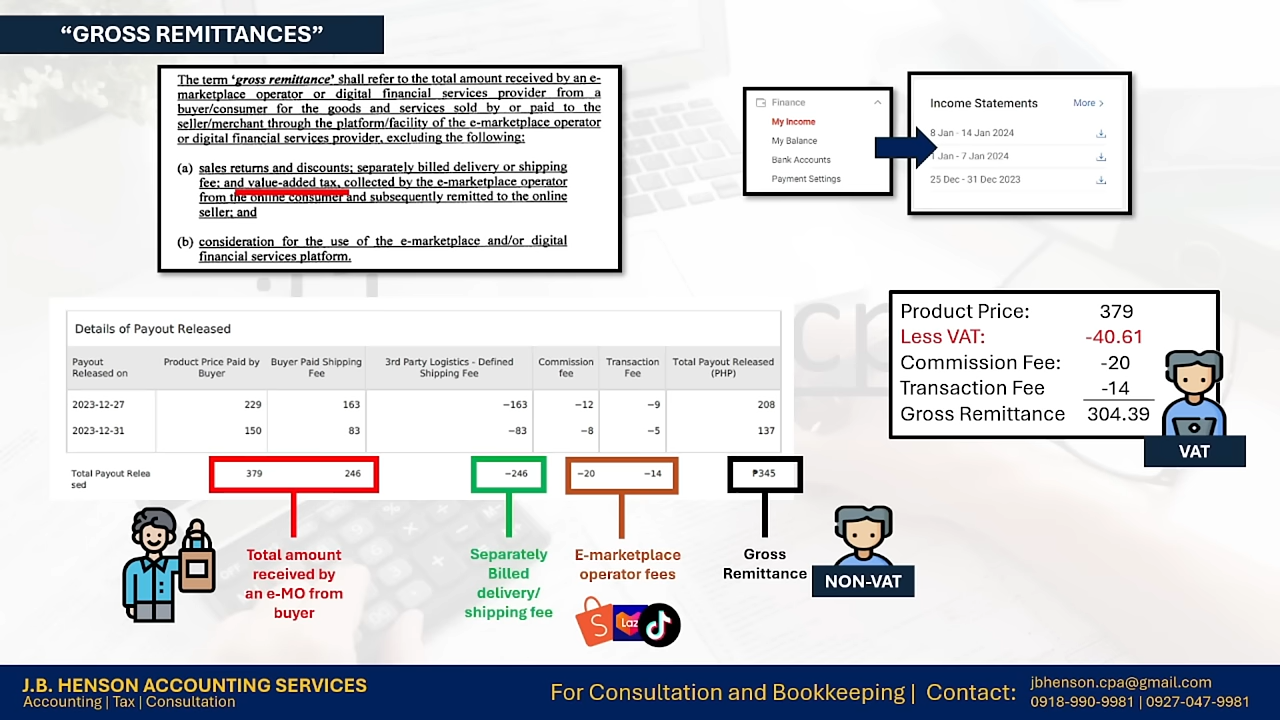 “GROSS REMITTANCES”
The term ‘gross remittance’ shall refer to the total amount received by an e-
marketplace operator or digital financial services provider from a
buyer/consumer for the goods and services sold by or paid to the
seller/merchant through the platform/facility of the e-marketplace operator
or digital financial services provider, excluding the following:
(a) sales returns and discounts; separately billed delivery or shipping
fee; and value-added tax, collected by the e-marketplace operator
from the online consumer and subsequently remitted to the online
seller; and
(b) consideration for the use of the e-marketplace and/or digital
financial services platform.
Finance
My Income
My Balance
Bank Accounts
Payment Settings
Income Statements More >
8 Jan - 14 Jan 2024
1 Jan - 7 Jan 2024
25 Dec - 31 Dec 2023
Details of Payout Released
Payout Released on
Product Price Paid by Buyer
Buyer Paid Shipping Fee
3rd Party Logistics - Defined Shipping Fee
Commission fee
Transaction Fee
Total Payout Released (PHP)
2023-12-27 229 163 −163 −12 −9 208
2023-12-31 150 83 −83 −8 −5 137
Total Payout Relea
sed
379 246 −246 −20 −14 ₱345
Product Price: 379
Less VAT: -40.61
Commission Fee: -20
Transaction Fee -14
Gross Remittance 304.39
VAT
Total amount
received by
an e-MO from
buyer
Separately
Billed
delivery/
shipping fee
E-marketplace
operator fees
S
Laz
Gross
Remittance
NON-VAT
J.B. HENSON ACCOUNTING SERVICES
Accounting | Tax | Consultation
For Consultation and Bookkeeping | Contact:
jbhenson.cpa@gmail.com
0918-990-9981 | 0927-047-9981